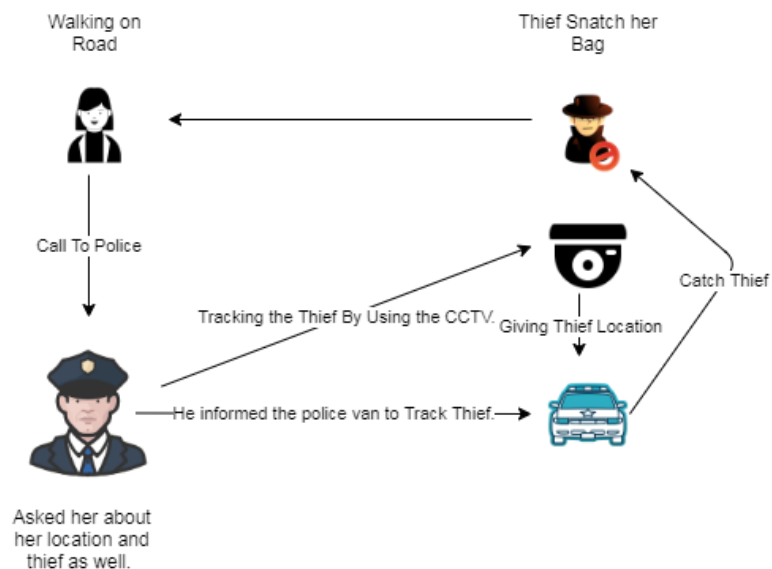 Walking on
Road
Thief Snatch her
Bag
Call To Police
Catch Thief
Tracking the Thief By Using the CCTV.
Giving Thief Location
He informed the police van to Track Thief.
Asked her about
her location and
thief as well.